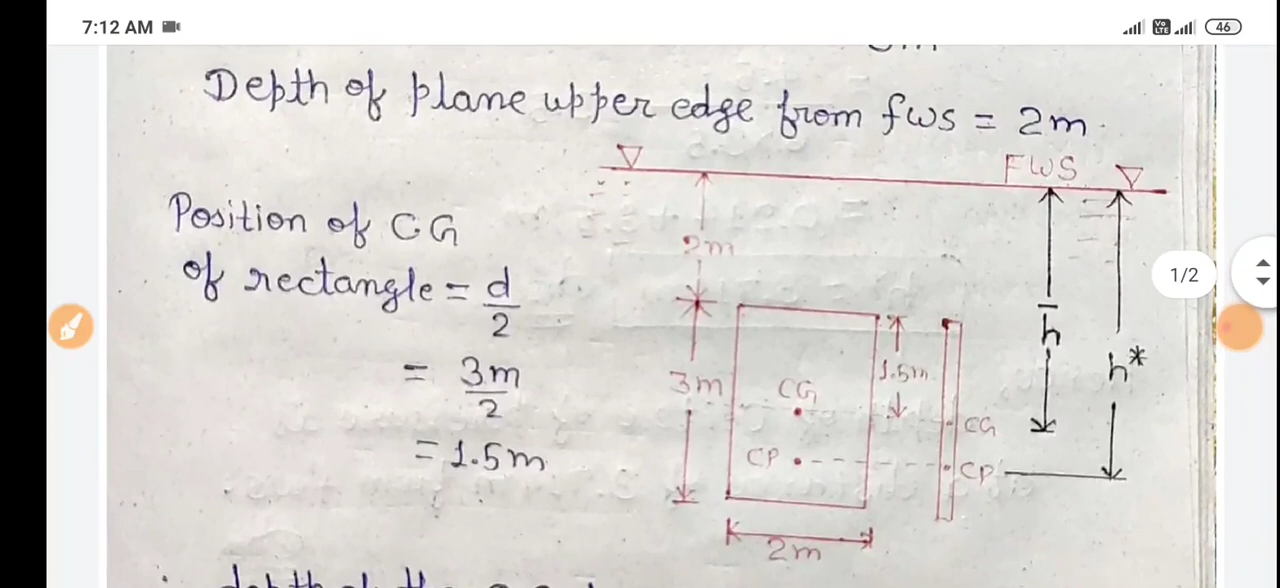 7:12 AM
46
Depth of plane upper edge from fws = 2m.
FWS
Position of CG
of rectangle = d
2
2m
= 3m
2
= 1.5m
1/2
h̄
h*
3m
1.5m
CG
CG
CP
CP
2m